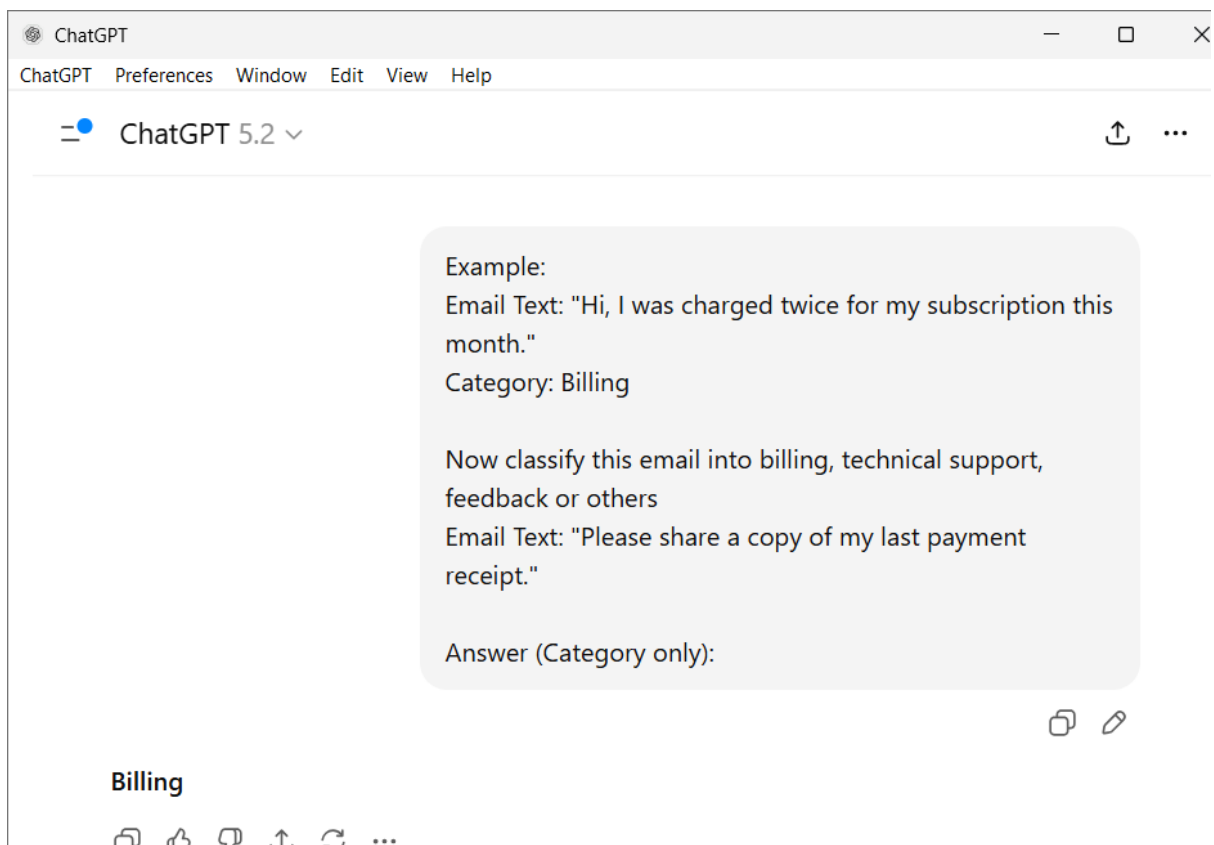 ChatGPT
ChatGPT Preferences Window Edit View Help
ChatGPT 5.2
Example:
Email Text: "Hi, I was charged twice for my subscription this
month."
Category: Billing
Now classify this email into billing, technical support,
feedback or others
Email Text: "Please share a copy of my last payment
receipt."
Answer (Category only):
Billing